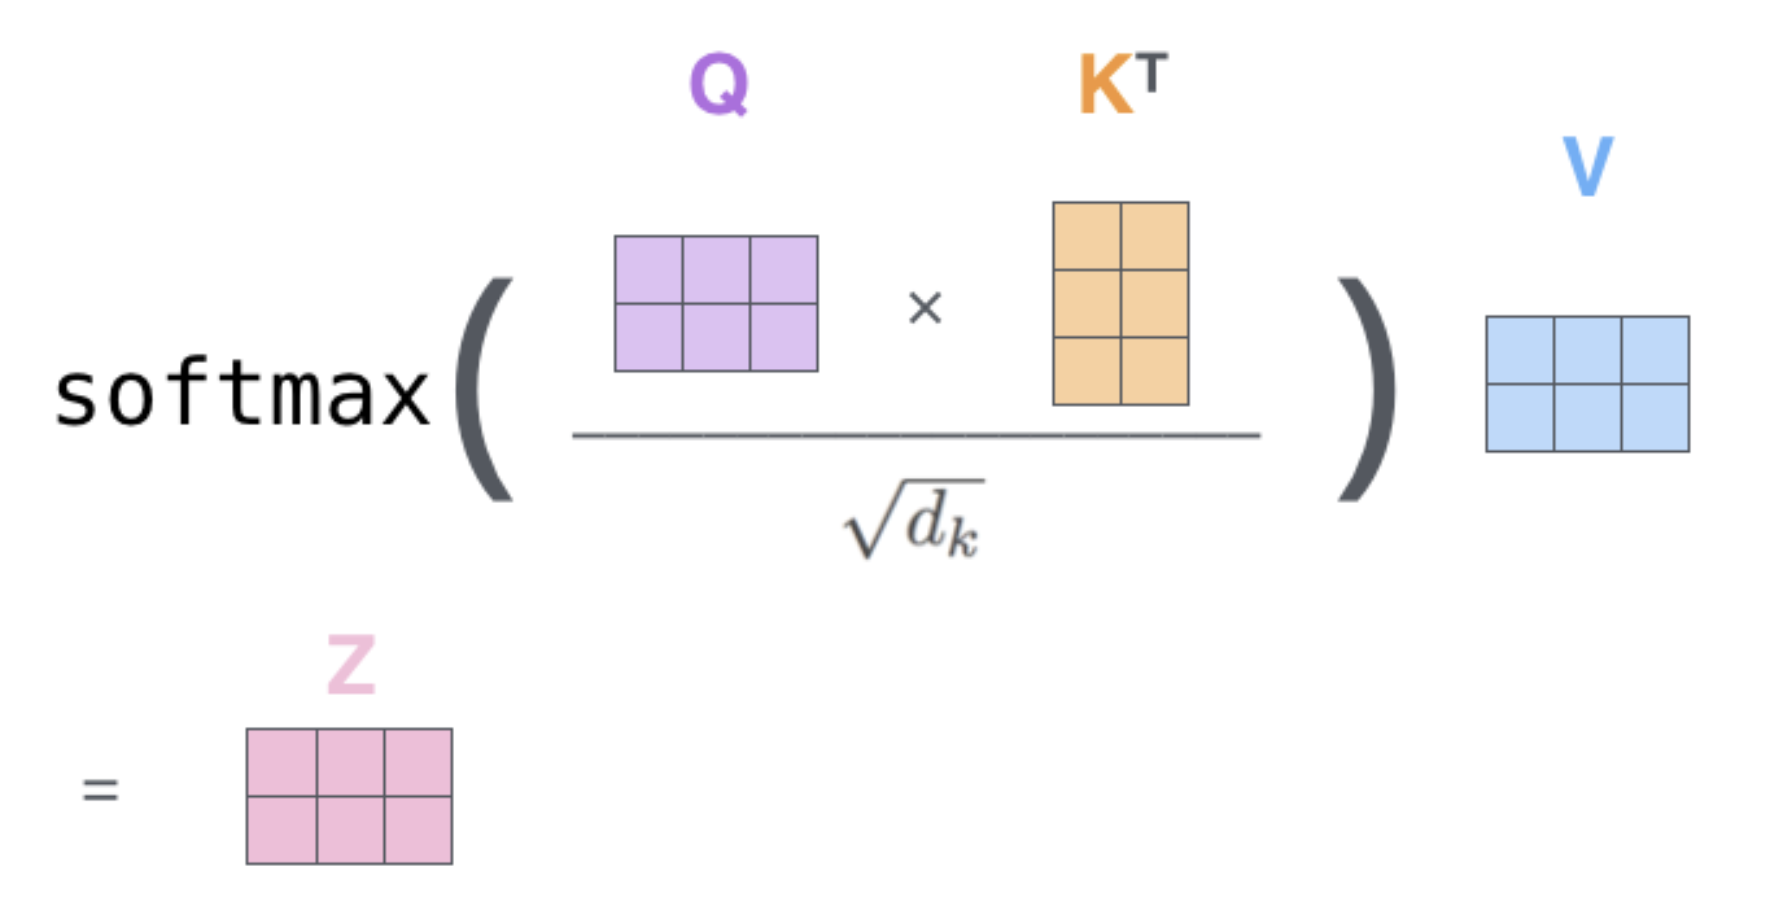 Q Kᵀ
V
softmax( × )
√dₖ
Z
=